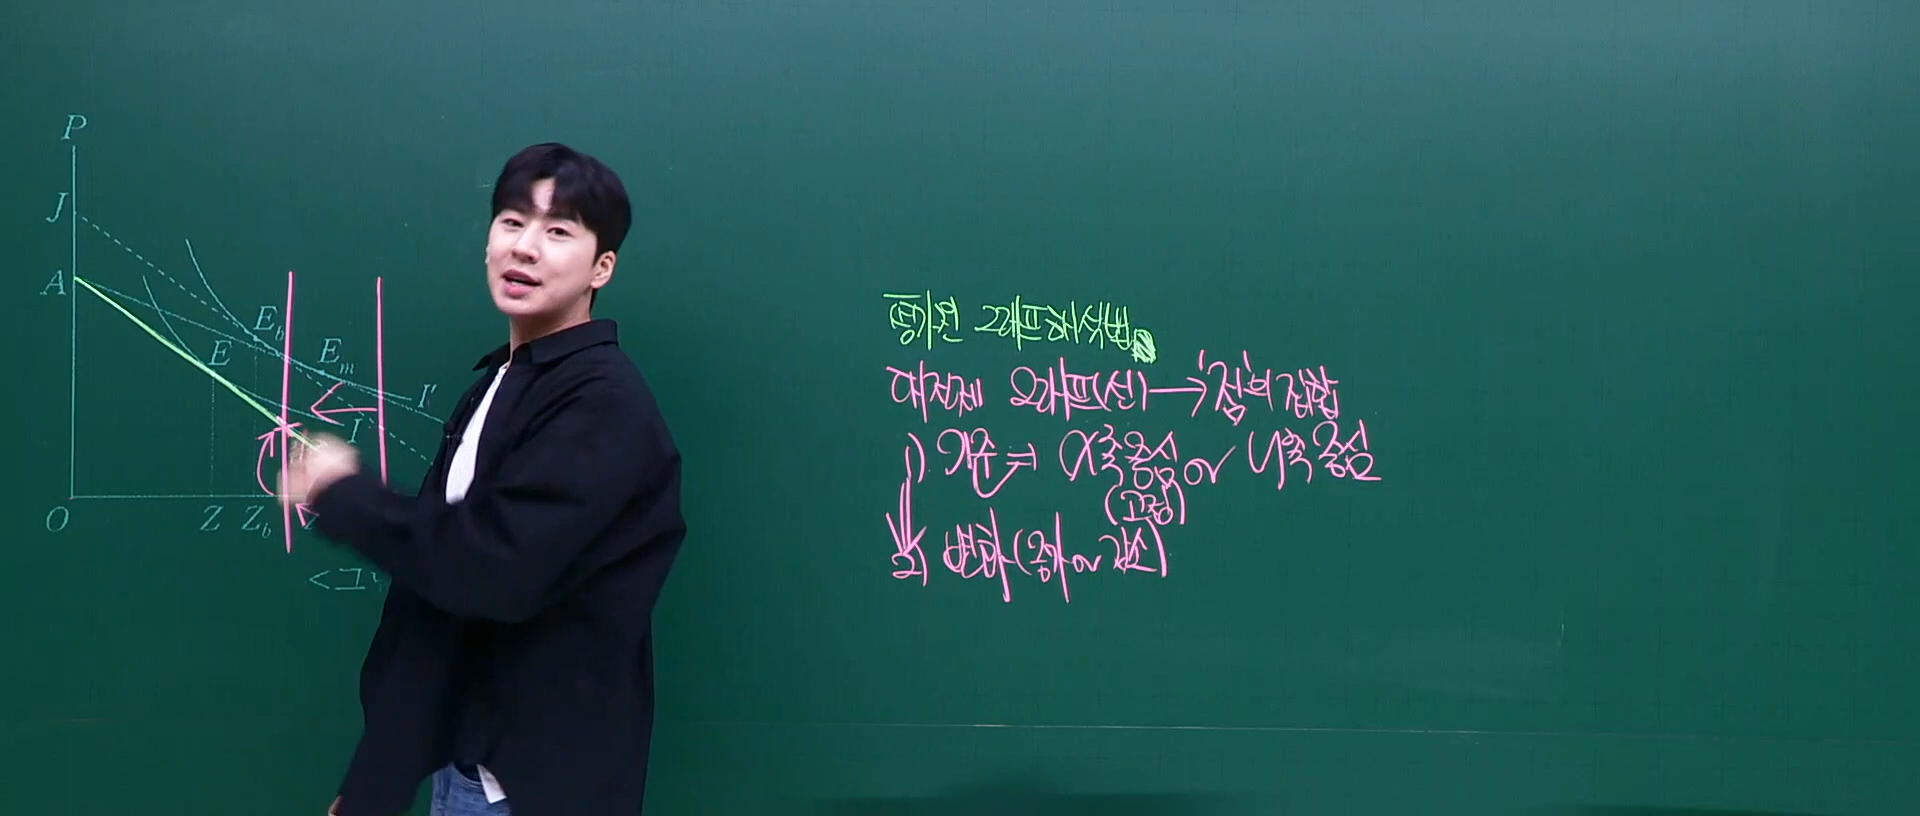 P
J
A
E_b
E
E_m
I'
I
O
Z
Z_b
<그
평가원 그래프 해석법
대전제 그래프(선) → '점'의 집합
1) 기준 ⇒ x축 중심 or y축 중심
(고정)
2) 변화 (증가 or 감소)